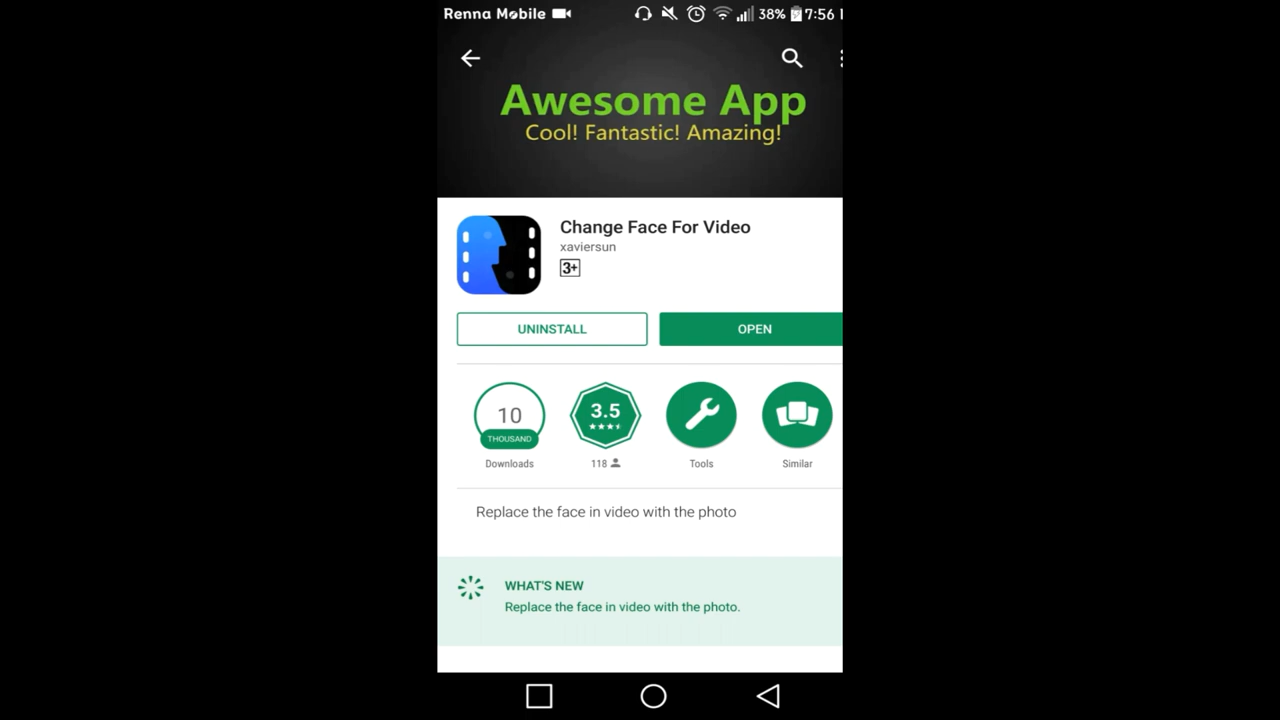 Renna Mobile 38% 7:56
Awesome App
Cool! Fantastic! Amazing!
Change Face For Video
xaviersun
3+
UNINSTALL OPEN
10 3.5
THOUSAND
Downloads 118 Tools Similar
Replace the face in video with the photo
WHAT'S NEW
Replace the face in video with the photo.